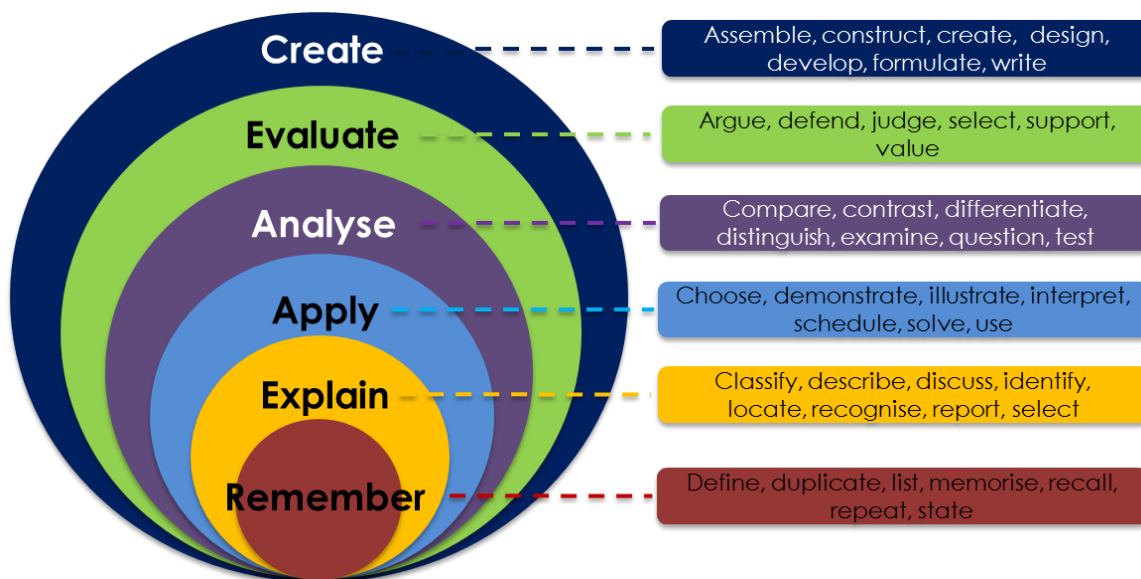 Create
Assemble, construct, create, design,
develop, formulate, write
Evaluate
Argue, defend, judge, select, support,
value
Analyse
Compare, contrast, differentiate,
distinguish, examine, question, test
Apply
Choose, demonstrate, illustrate, interpret,
schedule, solve, use
Explain
Classify, describe, discuss, identify,
locate, recognise, report, select
Remember
Define, duplicate, list, memorise, recall,
repeat, state